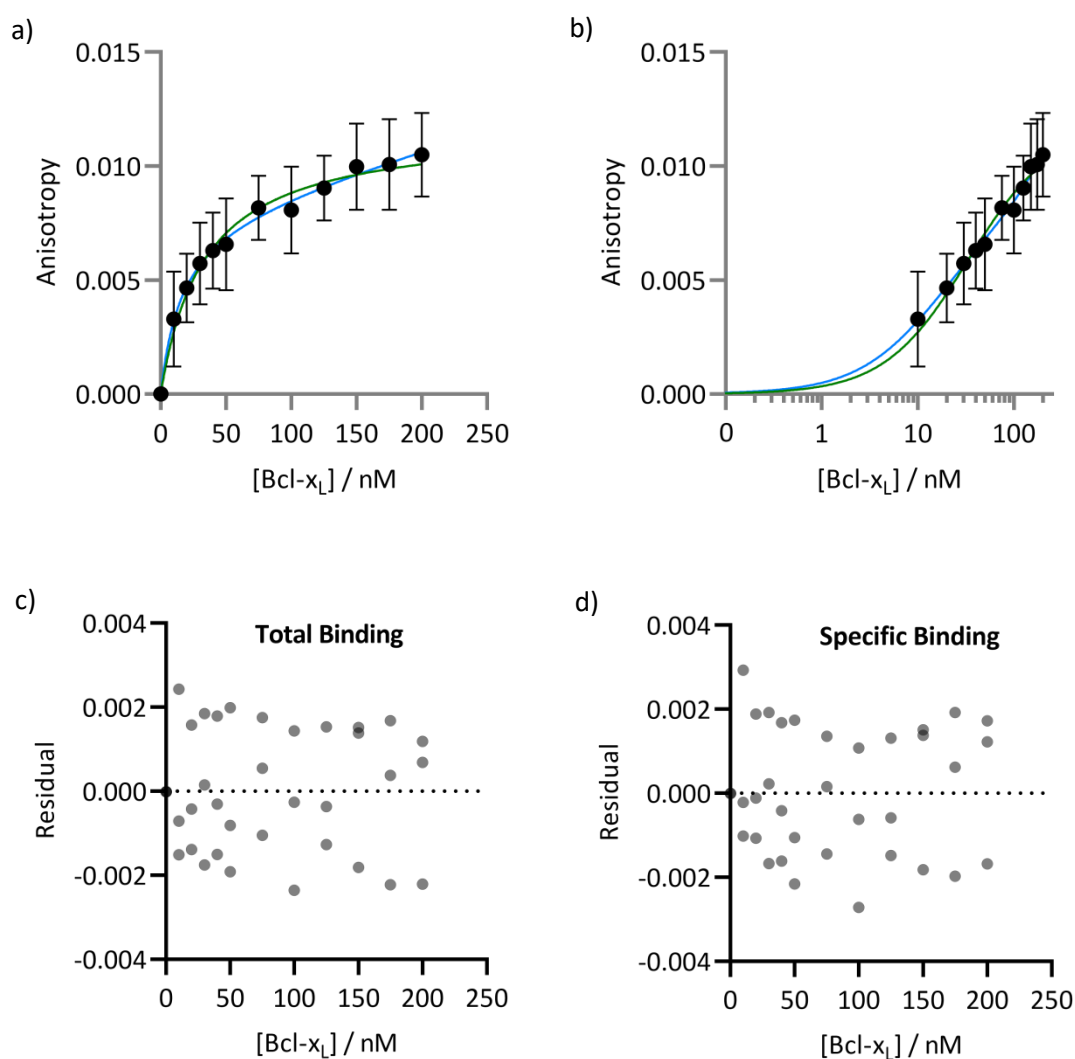 a)
0.015
0.010
0.005
0.000
Anisotropy
0 50 100 150 200 250
[Bcl-xL] / nM
b)
0.015
0.010
0.005
0.000
Anisotropy
0 1 10 100
[Bcl-xL] / nM
c)
Total Binding
0.004
0.002
0.000
-0.002
-0.004
Residual
0 50 100 150 200 250
[Bcl-xL] / nM
d)
Specific Binding
0.004
0.002
0.000
-0.002
-0.004
Residual
0 50 100 150 200 250
[Bcl-xL] / nM